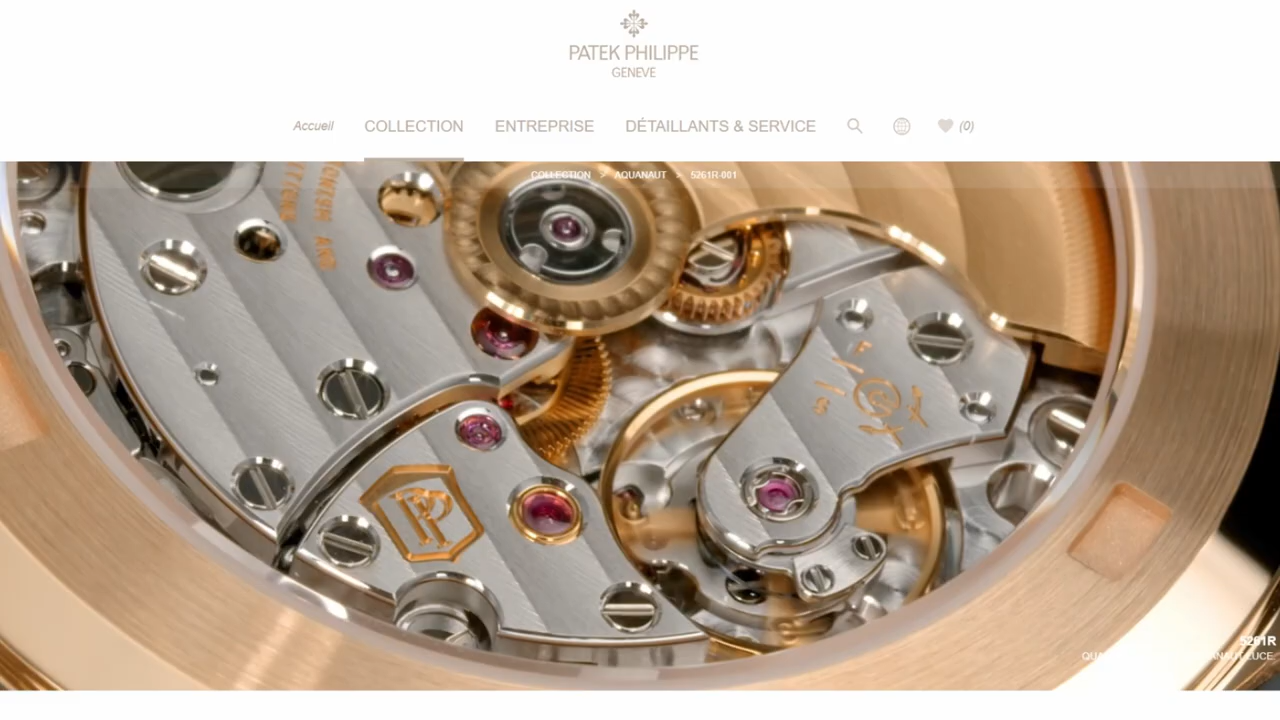 PATEK PHILIPPE
GENEVE
Accueil COLLECTION ENTREPRISE DÉTAILLANTS & SERVICE (0)
COLLECTION > AQUANAUT > 5261R-001
5261R